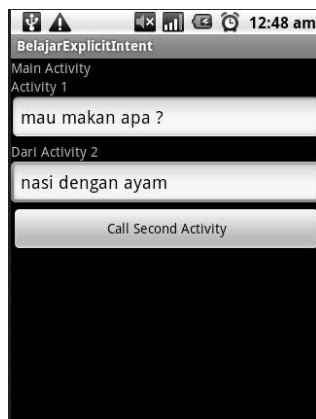 12:48 am
BelajarExplicitIntent
Main Activity
Activity 1
mau makan apa ?
Dari Activity 2
nasi dengan ayam
Call Second Activity